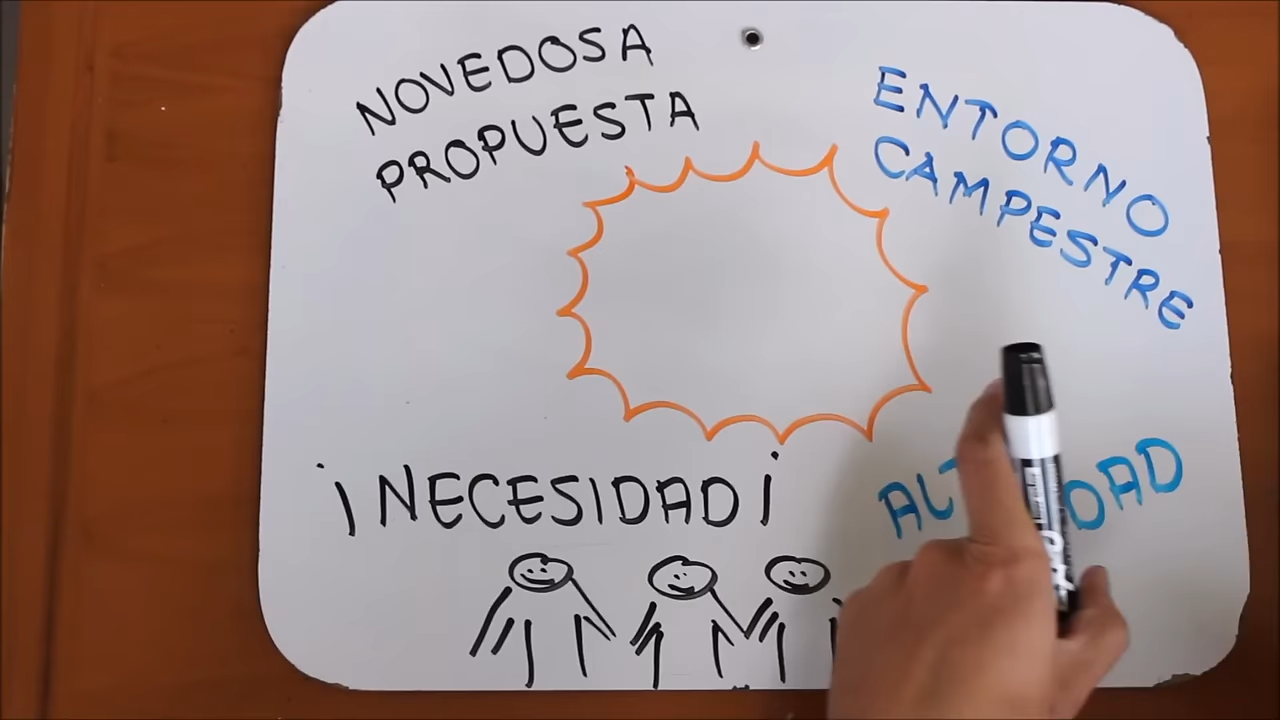 NOVEDOSA
PROPUESTA
ENTORNO
CAMPESTRE
¡NECESIDAD¡